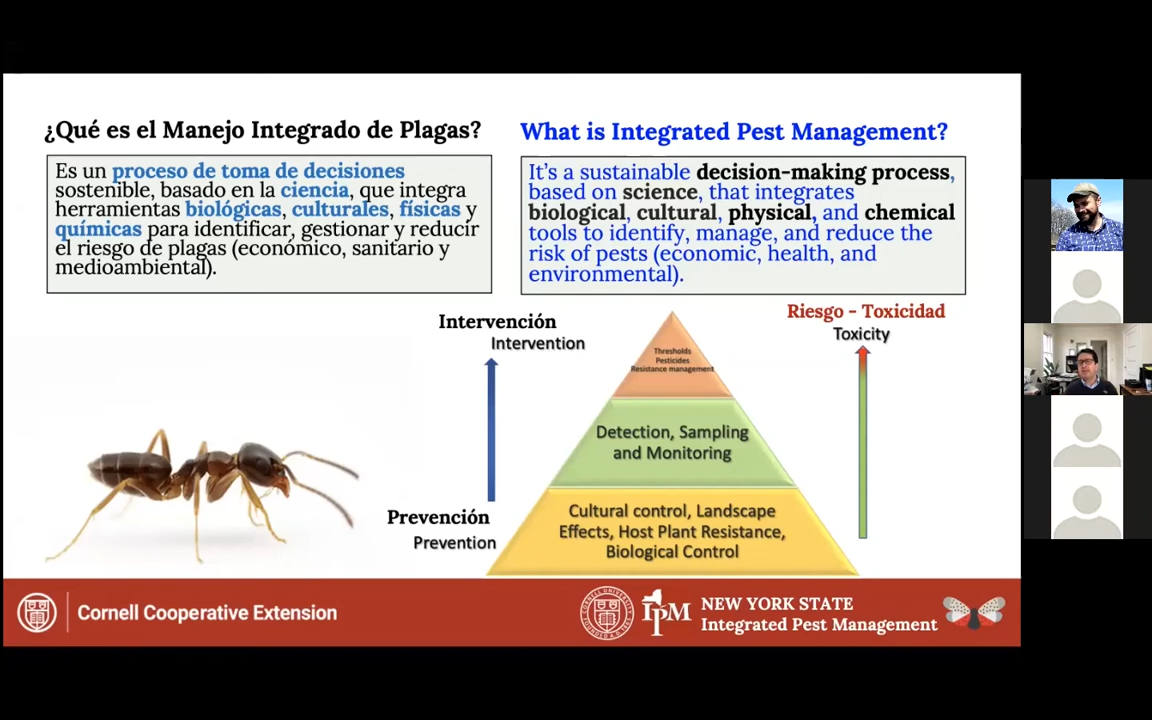 ¿Qué es el Manejo Integrado de Plagas?
Es un proceso de toma de decisiones
sostenible, basado en la ciencia, que integra
herramientas biológicas, culturales, físicas y
químicas para identificar, gestionar y reducir
el riesgo de plagas (económico, sanitario y
medioambiental).
What is Integrated Pest Management?
It’s a sustainable decision-making process,
based on science, that integrates
biological, cultural, physical, and chemical
tools to identify, manage, and reduce the
risk of pests (economic, health, and
environmental).
Intervención
Intervention
Prevención
Prevention
Thresholds
Pesticides
Resistance management
Detection, Sampling
and Monitoring
Cultural control, Landscape
Effects, Host Plant Resistance,
Biological Control
Riesgo - Toxicidad
Toxicity
Cornell Cooperative Extension
IPM
NEW YORK STATE
Integrated Pest Management